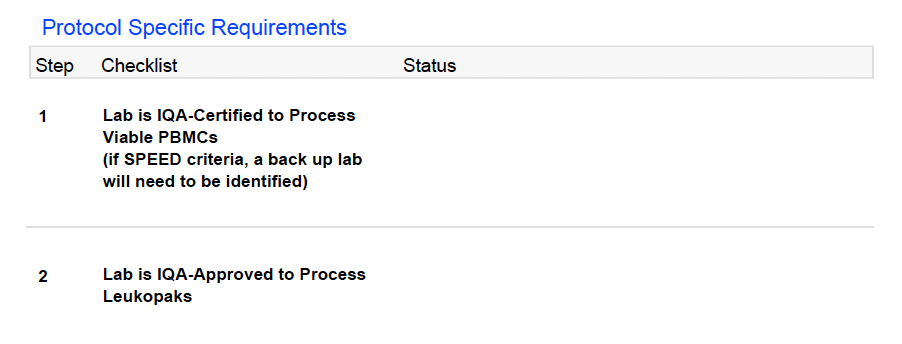 Protocol Specific Requirements
Step Checklist Status
1 Lab is IQA-Certified to Process
Viable PBMCs
(if SPEED criteria, a back up lab
will need to be identified)
2 Lab is IQA-Approved to Process
Leukopaks